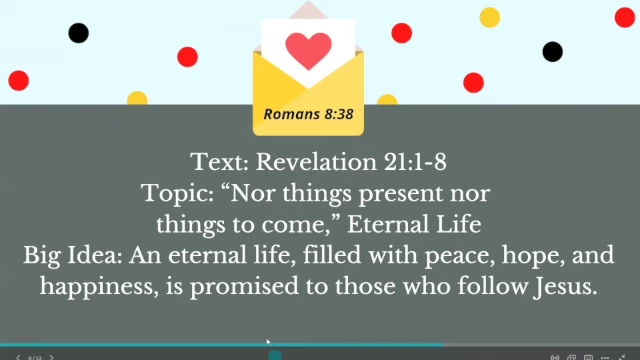 Romans 8:38
Text: Revelation 21:1-8
Topic: “Nor things present nor
things to come,” Eternal Life
Big Idea: An eternal life, filled with peace, hope, and
happiness, is promised to those who follow Jesus.